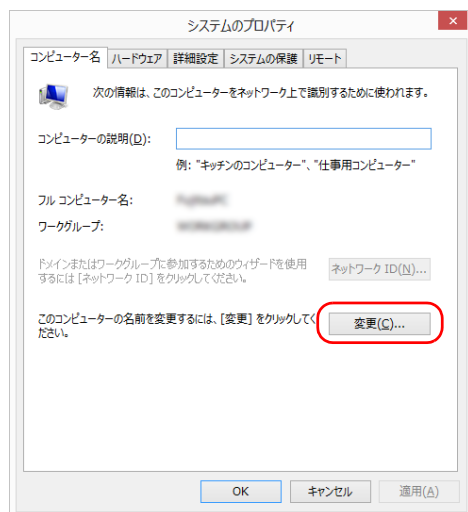 システムのプロパティ
コンピューター名 ハードウェア 詳細設定 システムの保護 リモート
次の情報は、このコンピューターをネットワーク上で識別するために使われます。
コンピューターの説明(D):
例: "キッチンのコンピューター"、"仕事用コンピューター"
フル コンピューター名:
ワークグループ:
ドメインまたはワークグループに参加するためのウィザードを使用
するには [ネットワーク ID] をクリックしてください。
ネットワーク ID(N)...
このコンピューターの名前を変更するには、[変更] をクリックしてく
ださい。
変更(C)...
OK キャンセル 適用(A)